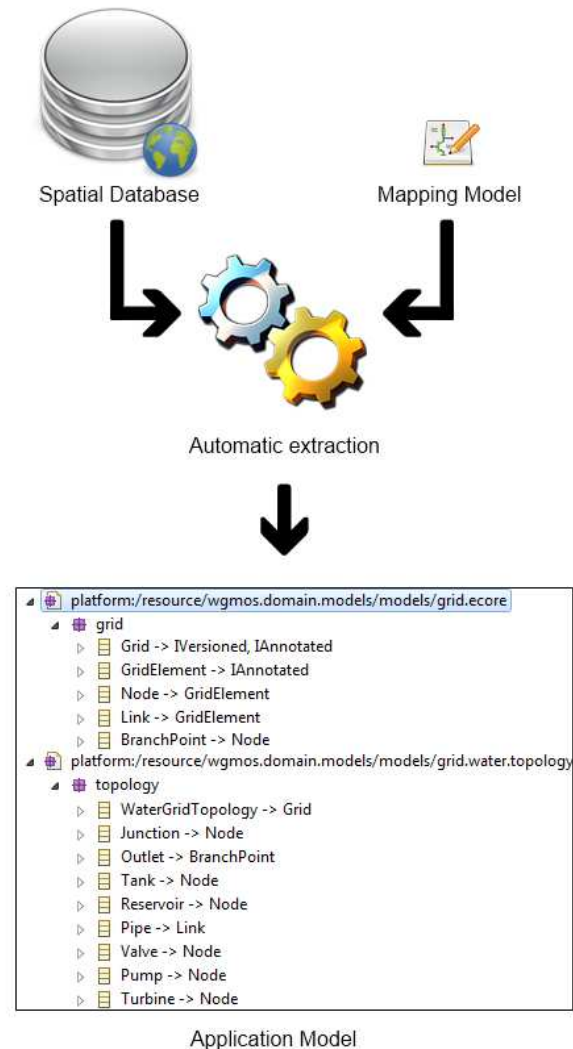 Spatial Database
Mapping Model
Automatic extraction
platform:/resource/wgmos.domain.models/models/grid.ecore
grid
Grid -> IVersioned, IAnnotated
GridElement -> IAnnotated
Node -> GridElement
Link -> GridElement
BranchPoint -> Node
platform:/resource/wgmos.domain.models/models/grid.water.topology
topology
WaterGridTopology -> Grid
Junction -> Node
Outlet -> BranchPoint
Tank -> Node
Reservoir -> Node
Pipe -> Link
Valve -> Node
Pump -> Node
Turbine -> Node
Application Model